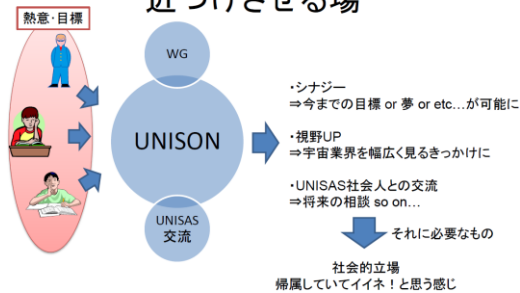 近づけさせる場
熱意・目標
WG
UNISON
UNISAS
交流
・シナジー
⇒今までの目標 or 夢 or etc…が可能に
・視野UP
⇒宇宙業界を幅広く見るきっかけに
・UNISAS社会人との交流
⇒将来の相談 so on…
それに必要なもの
社会的立場
帰属していてイイネ！と思う感じ